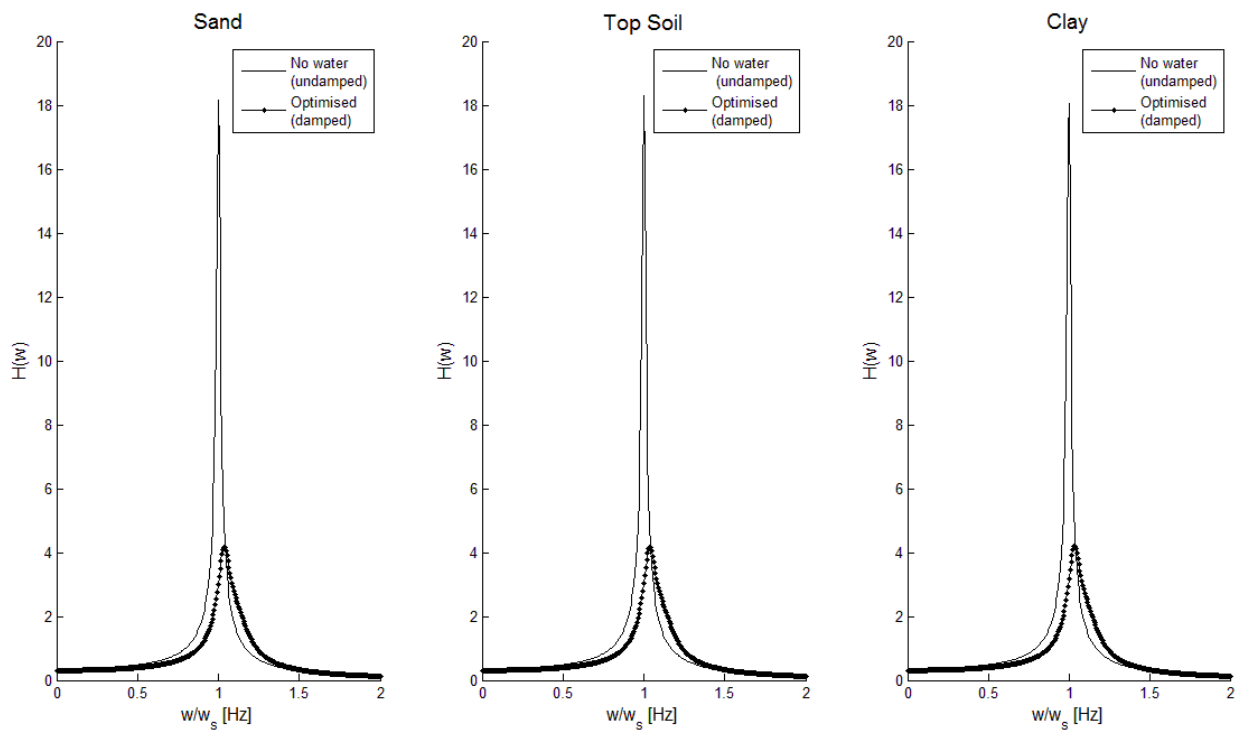 Sand
20
18
16
14
12
10
8
6
4
2
0
H(w)
No water
(undamped)
Optimised
(damped)
0 0.5 1 1.5 2
w/w_s [Hz]
Top Soil
20
18
16
14
12
10
8
6
4
2
0
H(w)
No water
(undamped)
Optimised
(damped)
0 0.5 1 1.5 2
w/w_s [Hz]
Clay
20
18
16
14
12
10
8
6
4
2
0
H(w)
No water
(undamped)
Optimised
(damped)
0 0.5 1 1.5 2
w/w_s [Hz]